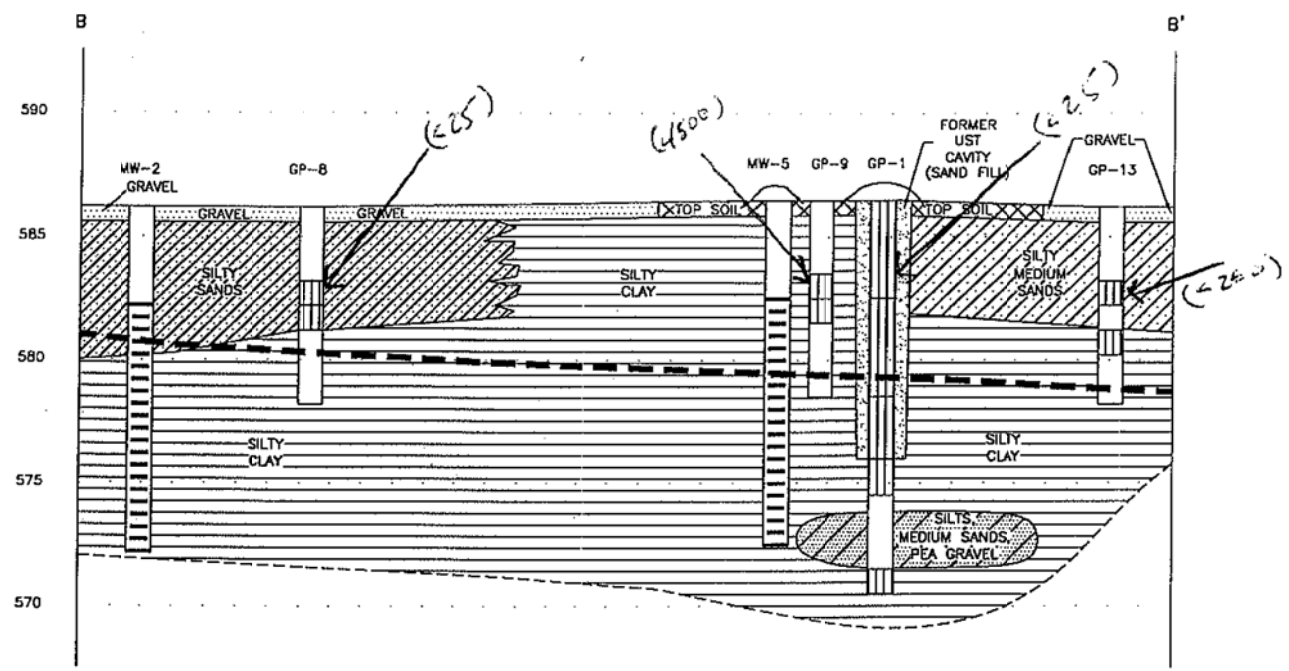 B
B'
590
(<25)
(4500)
(<25)
FORMER
UST
CAVITY
(SAND FILL)
GRAVEL
MW-2
GP-8
MW-5
GP-9
GP-1
GP-13
GRAVEL
GRAVEL
GRAVEL
TOP SOIL
TOP SOIL
585
SILTY
SANDS
SILTY
CLAY
SILTY
MEDIUM
SANDS
580
SILTY
CLAY
SILTY
CLAY
575
SILTS,
MEDIUM SANDS,
PEA GRAVEL
570